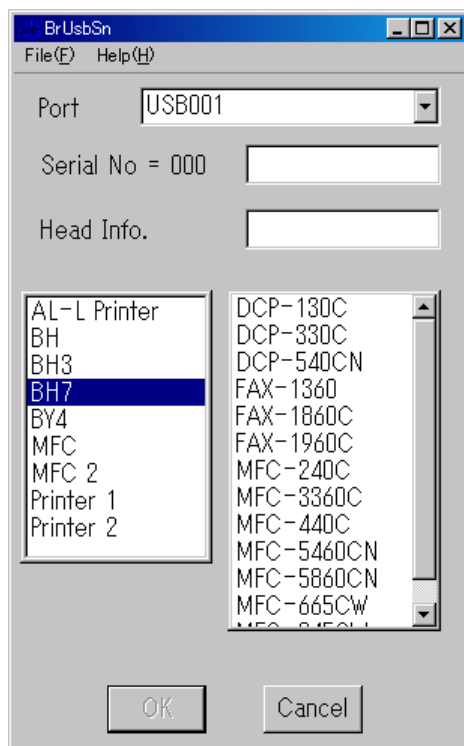 BrUsbSn
File(F) Help(H)
Port USB001
Serial No = 000
Head Info.
AL-L Printer
BH
BH3
BH7
BY4
MFC
MFC 2
Printer 1
Printer 2
DCP-130C
DCP-330C
DCP-540CN
FAX-1360
FAX-1860C
FAX-1960C
MFC-240C
MFC-3360C
MFC-440C
MFC-5460CN
MFC-5860CN
MFC-665CW
OK Cancel